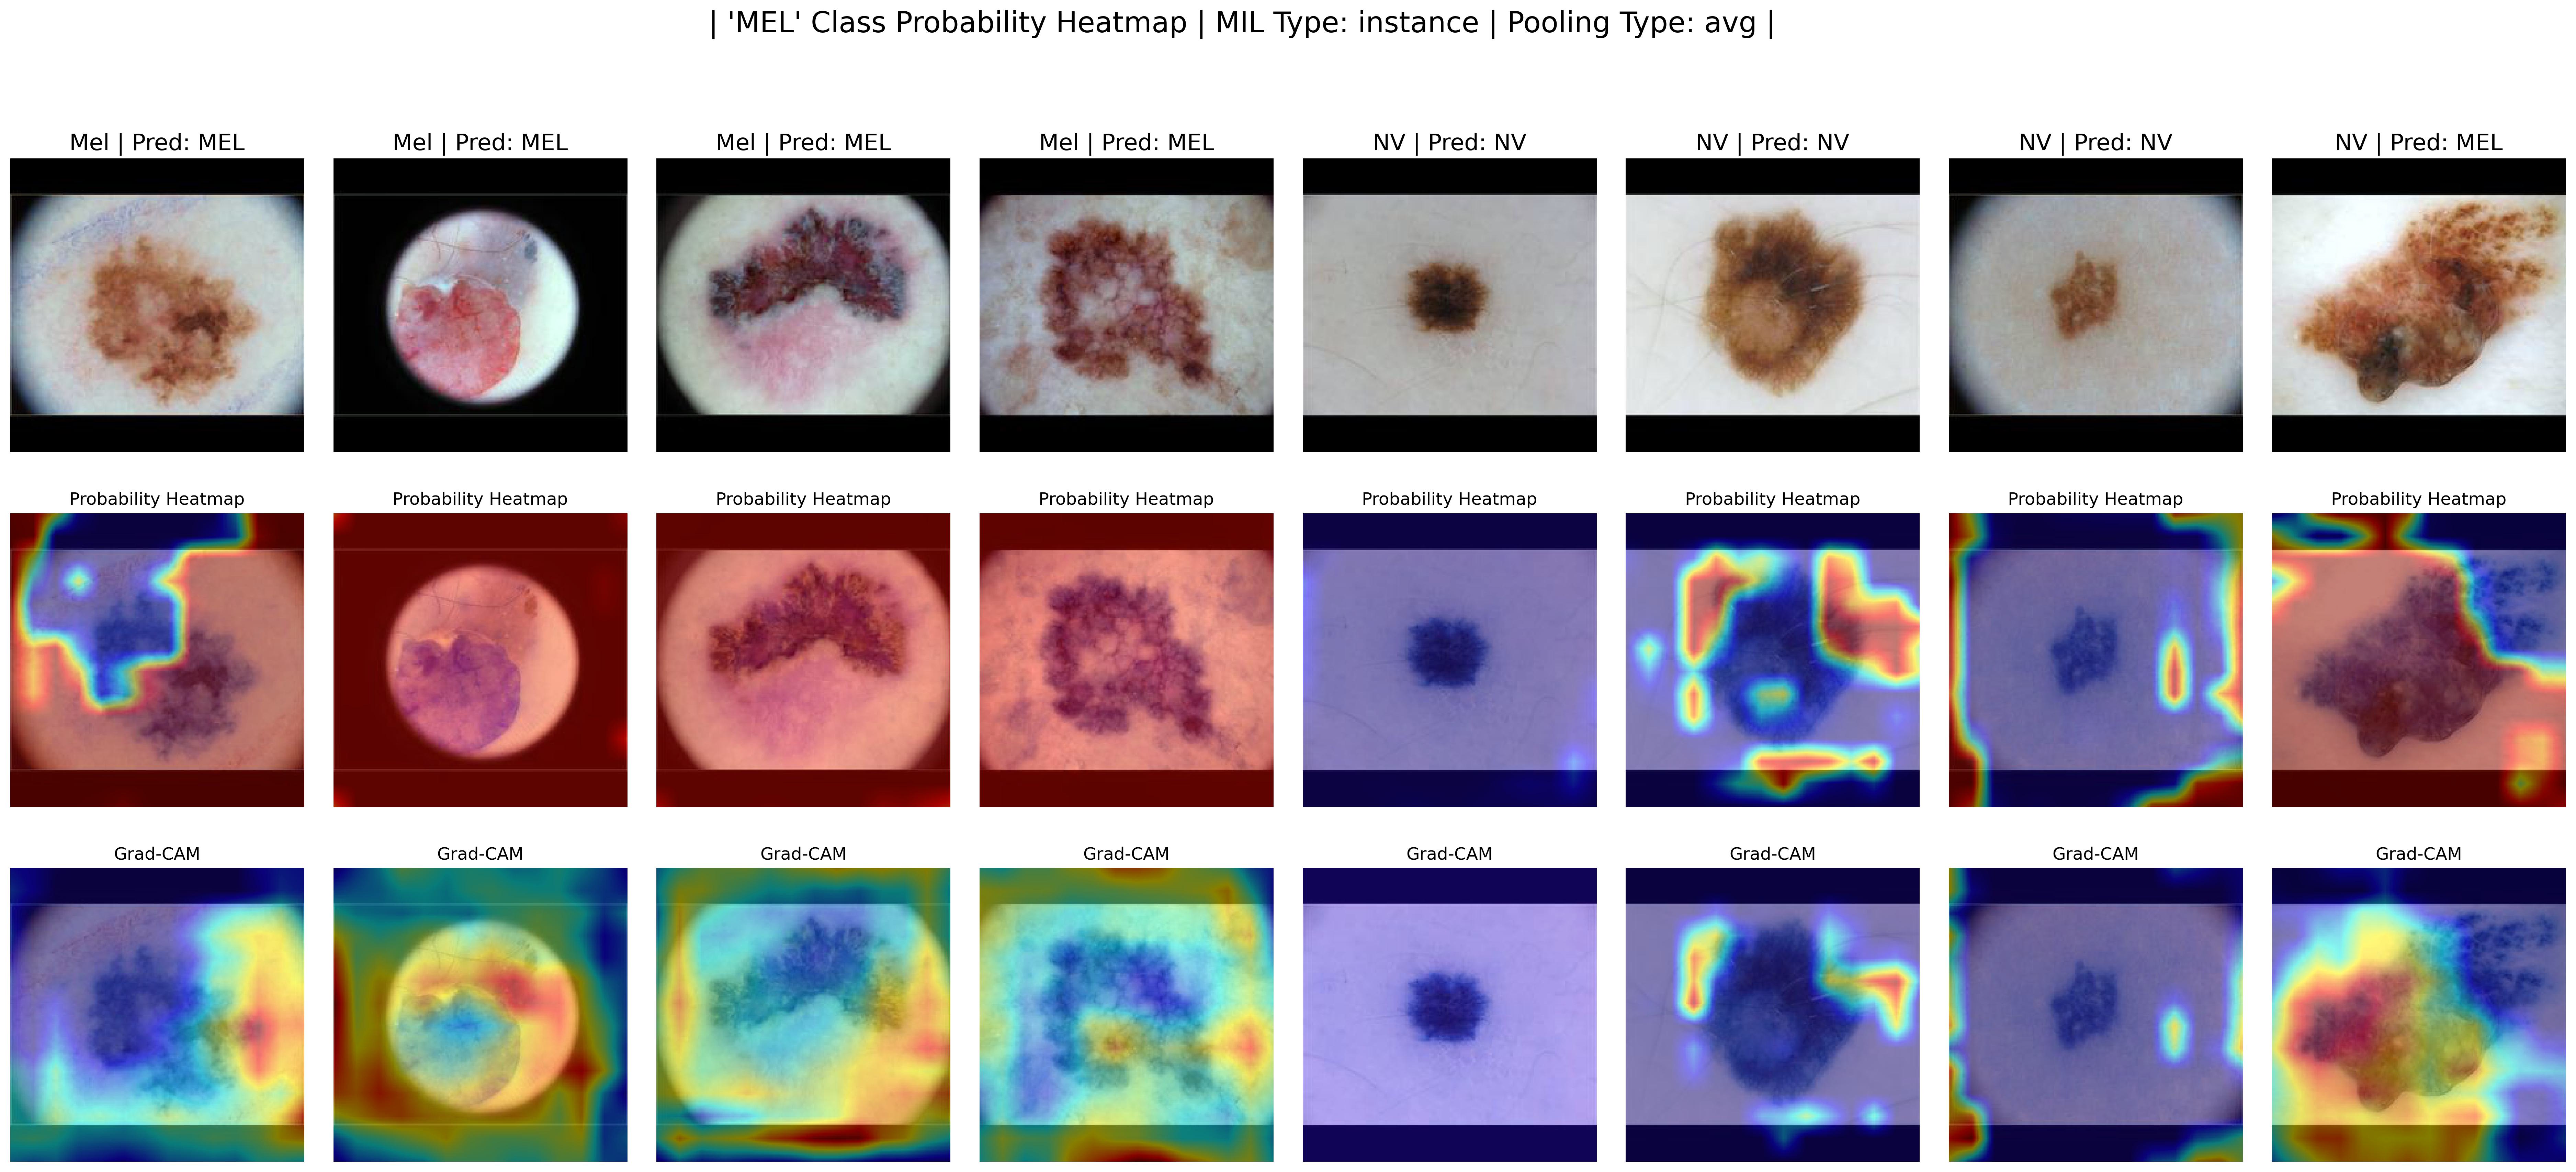 | 'MEL' Class Probability Heatmap | MIL Type: instance | Pooling Type: avg |
Mel | Pred: MEL
Mel | Pred: MEL
Mel | Pred: MEL
Mel | Pred: MEL
NV | Pred: NV
NV | Pred: NV
NV | Pred: NV
NV | Pred: MEL
Probability Heatmap
Probability Heatmap
Probability Heatmap
Probability Heatmap
Probability Heatmap
Probability Heatmap
Probability Heatmap
Probability Heatmap
Grad-CAM
Grad-CAM
Grad-CAM
Grad-CAM
Grad-CAM
Grad-CAM
Grad-CAM
Grad-CAM